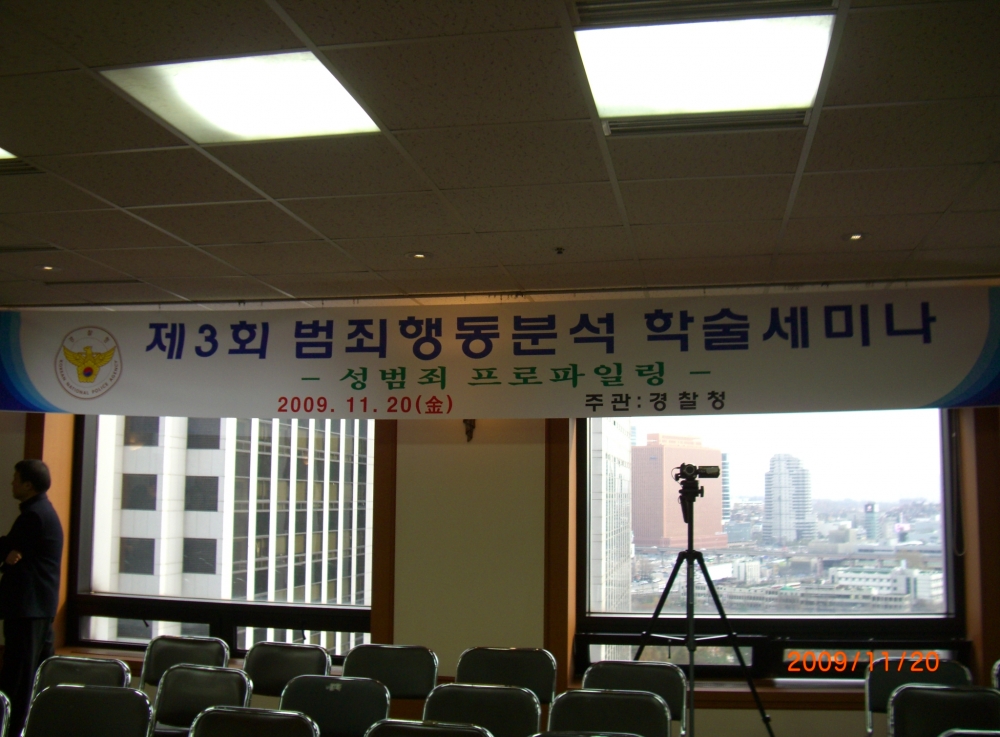 제3회 범죄행동분석 학술세미나
- 성범죄 프로파일링 -
2009. 11. 20(金)
주관:경찰청
2009/11/20